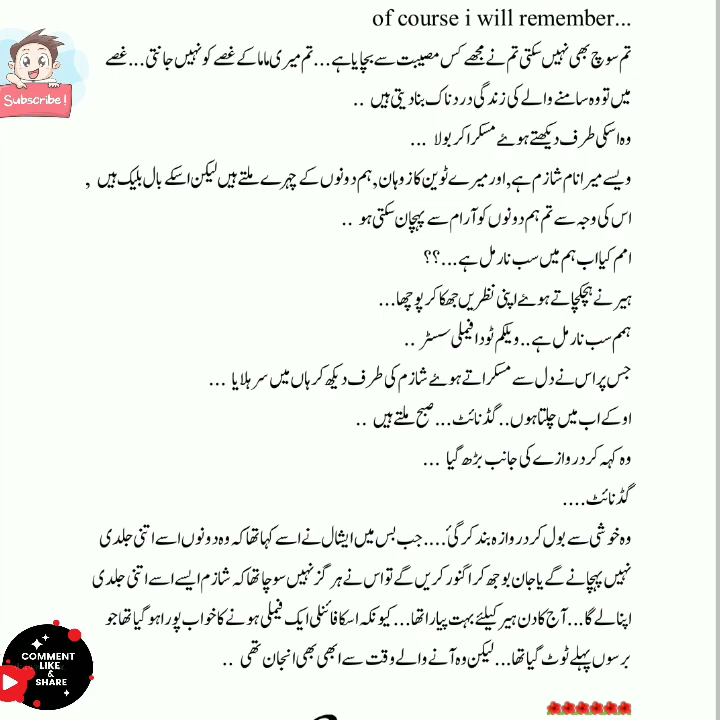 of course i will remember...
Subscribe!
تم سوچ بھی نہیں سکتی تم نے مجھے کس مصیبت سے بچایا ہے... تم میری ماما کے غصے کو نہیں جانتی... غصے
میں تو وہ سامنے والے کی زندگی دردناک بنا دیتی ہیں ..
وہ اسکی طرف دیکھتے ہوئے مسکرا کر بولا ...
ویسے میرا نام شازم ہے, اور میرے ٹوین کا زوہان, ہم دونوں کے چہرے ملتے ہیں لیکن اسکے بال بلیک ہیں ,
اس کی وجہ سے تم ہم دونوں کو آرام سے پہچان سکتی ہو ..
امم کیا اب ہم میں سب نارمل ہے...؟؟
ہیر نے ہچکچاتے ہوئے اپنی نظریں جھکا کر پوچھا...
ہمم سب نارمل ہے.. ویلکم ٹو دا فیملی سسٹر ..
جس پر اس نے دل سے مسکراتے ہوئے شازم کی طرف دیکھ کر ہاں میں سر ہلایا ...
اوکے اب میں چلتا ہوں.. گڈ نائٹ... صبح ملتے ہیں ..
وہ کہہ کر دروازے کی جانب بڑھ گیا ...
گڈ نائٹ....
وہ خوشی سے بول کر دروازہ بند کر گئی.... جب بس میں ایشال نے اسے کہا تھا کہ وہ دونوں اسے اتنی جلدی
نہیں پہچانے گے یا جان بوجھ کر اگنور کریں گے تو اس نے ہر گز نہیں سوچا تھا کہ شازم ایسے اسے اتنی جلدی
اپنا لے گا... آج کا دن ہیر کیلئے بہت پیارا تھا... کیونکہ اسکا فائنلی ایک فیملی ہونے کا خواب پورا ہو گیا تھا جو
برسوں پہلے ٹوٹ گیا تھا... لیکن وہ آنے والے وقت سے ابھی بھی انجان تھی ..
COMMENT
LIKE
&
SHARE